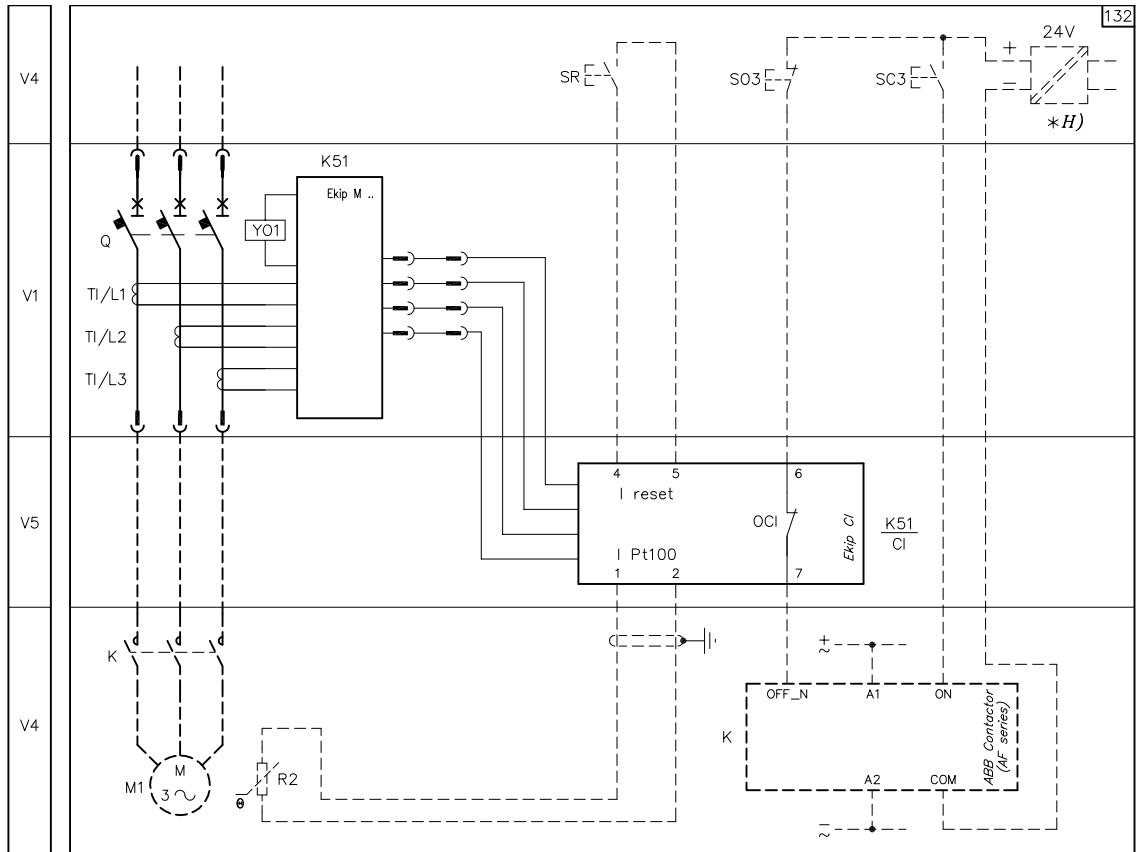 132
V4
SR
SO3
SC3
+
−
24V
*H)
V1
K51
Ekip M ..
YO1
Q
TI/L1
TI/L2
TI/L3
V5
4
5
6
I reset
OCI
Ekip CI
K51
CI
I Pt100
1
2
7
V4
K
M1
M
3
R2
Θ
+
~
OFF_N
A1
ON
K
ABB Contactor
(AF series)
A2
COM
−
~